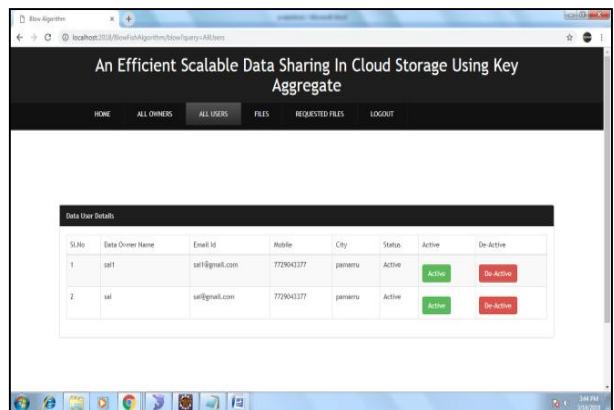 Blow Algorithm
localhost:2018/BlowFishAlgorithm/blow?query=AllUsers
An Efficient Scalable Data Sharing In Cloud Storage Using Key
Aggregate
HOME ALL OWNERS ALL USERS FILES REQUESTED FILES LOGOUT
Data User Details
Sl.No Data Owner Name Email Id Mobile City Status Active De-Active
1 sai1 sai1@gmail.com 7729043377 pamarru Active Active De-Active
2 sai sai@gmail.com 7729043377 pamarru Active Active De-Active
3:44 PM